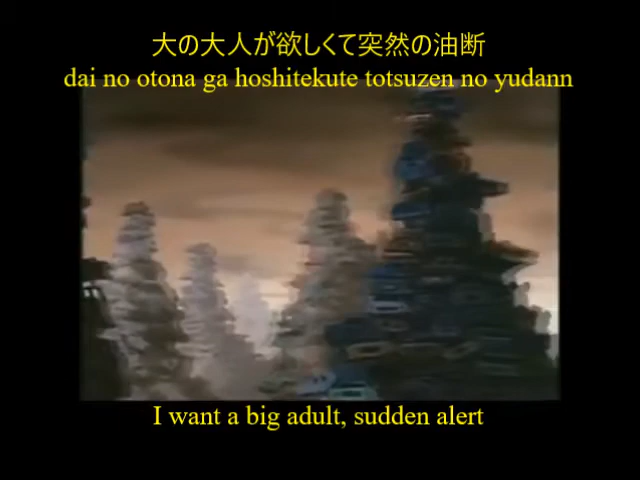 大の大人が欲しくて突然の油断
dai no otona ga hoshitekute totsuzen no yudann
I want a big adult, sudden alert